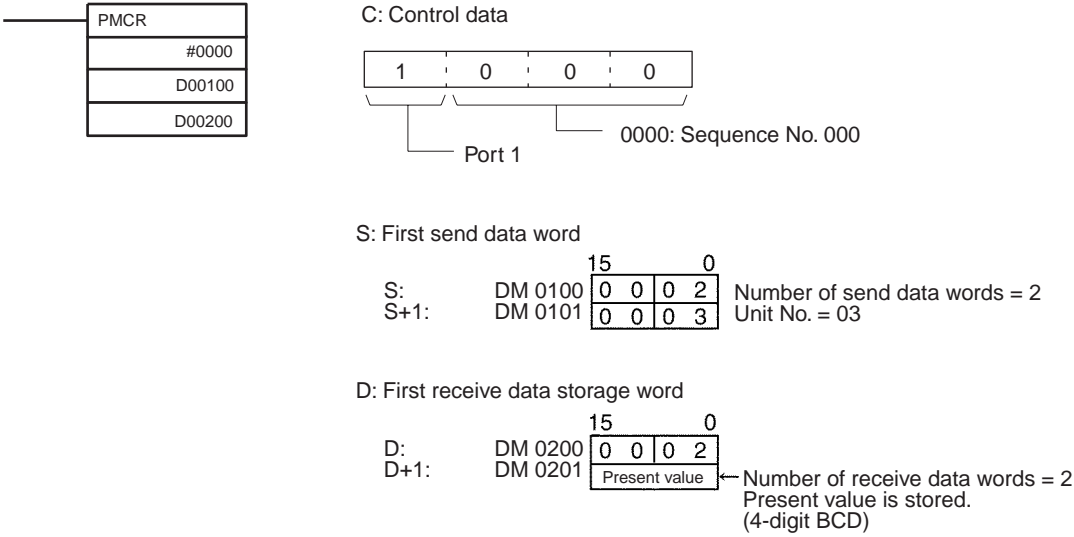 PMCR
#0000
D00100
D00200
C: Control data
1 0 0 0
0000: Sequence No. 000
Port 1
S: First send data word
15 0
S: DM 0100 0 0 0 2 Number of send data words = 2
S+1: DM 0101 0 0 0 3 Unit No. = 03
D: First receive data storage word
15 0
D: DM 0200 0 0 0 2
D+1: DM 0201 Present value Number of receive data words = 2
Present value is stored.
(4-digit BCD)